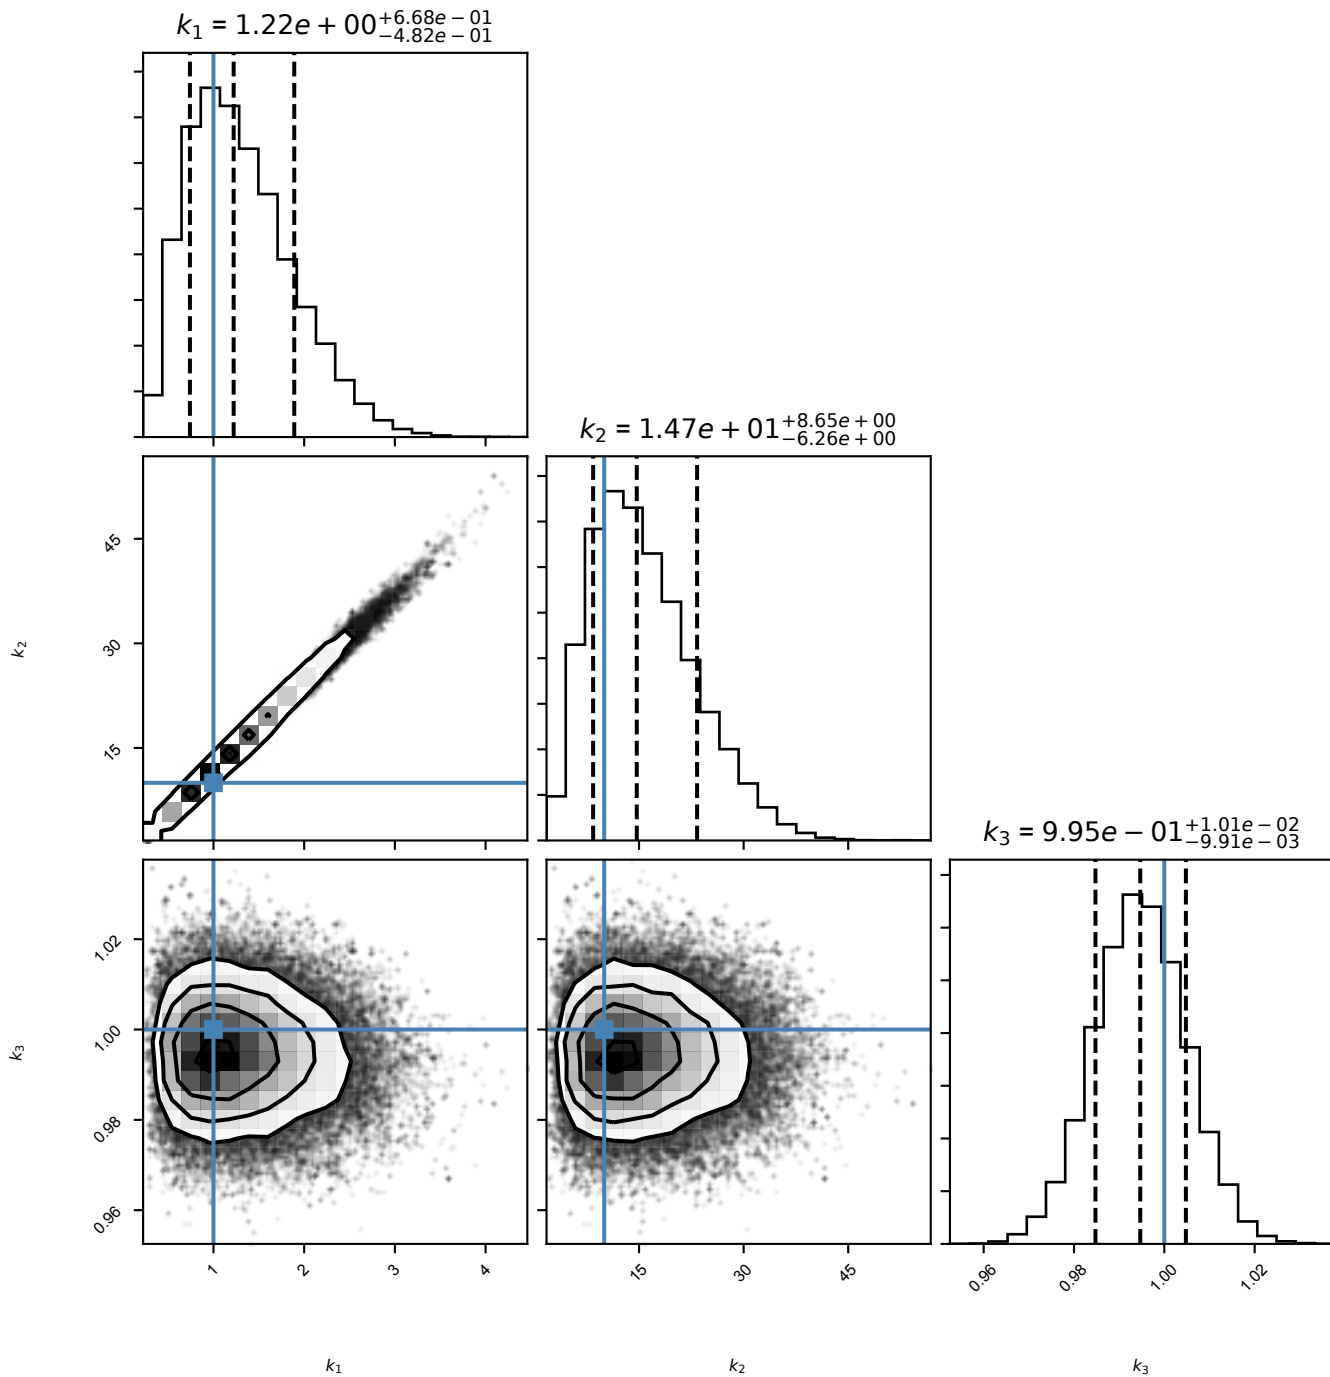 k₁ = 1.22e + 00 +6.68e − 01 −4.82e − 01
k₂ = 1.47e + 01 +8.65e + 00 −6.26e + 00
k₂
45
30
15
k₃ = 9.95e − 01 +1.01e − 02 −9.91e − 03
k₃
1.02
1.00
0.98
0.96
1 2 3 4
15 30 45
0.96 0.98 1.00 1.02
k₁ k₂ k₃